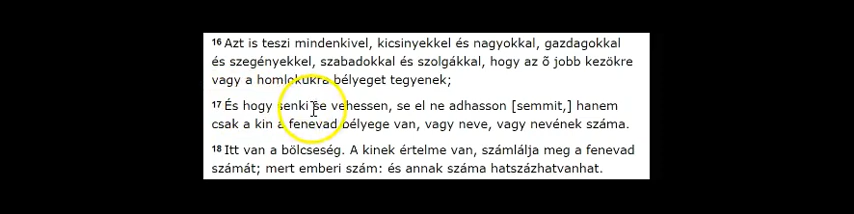 16 Azt is teszi mindenkivel, kicsinyekkel és nagyokkal, gazdagokkal
és szegényekkel, szabadokkal és szolgákkal, hogy az õ jobb kezökre
vagy a homlokukra bélyeget tegyenek;
17 És hogy senki se vehessen, se el ne adhasson [semmit,] hanem
csak a kin a fenevad bélyege van, vagy neve, vagy nevének száma.
18 Itt van a bölcseség. A kinek értelme van, számlálja meg a fenevad
számát; mert emberi szám: és annak száma hatszázhatvanhat.